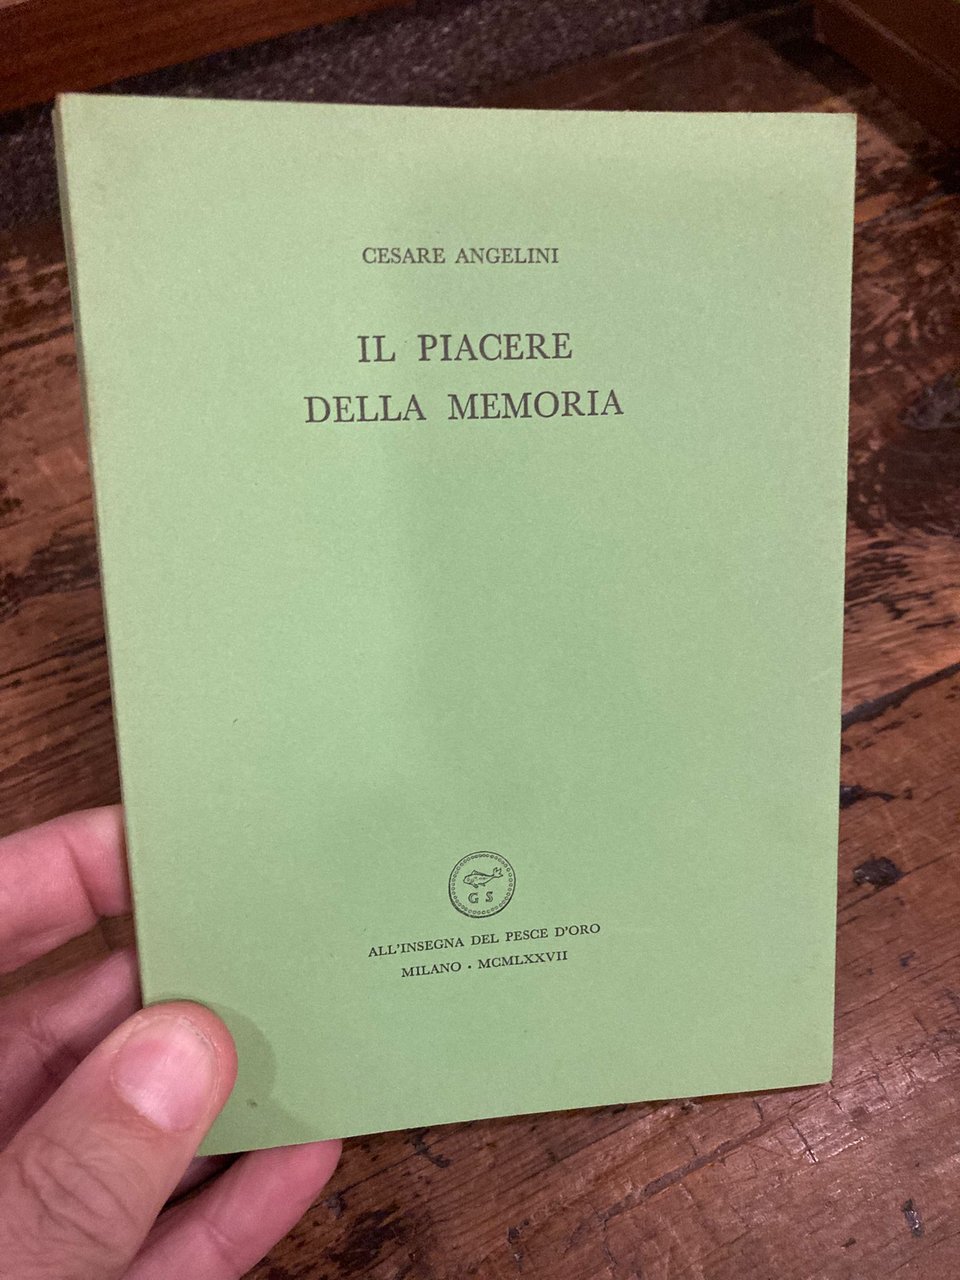 CESARE ANGELINI
IL PIACERE
DELLA MEMORIA
G S
ALL'INSEGNA DEL PESCE D'ORO
MILANO · MCMLXXVII